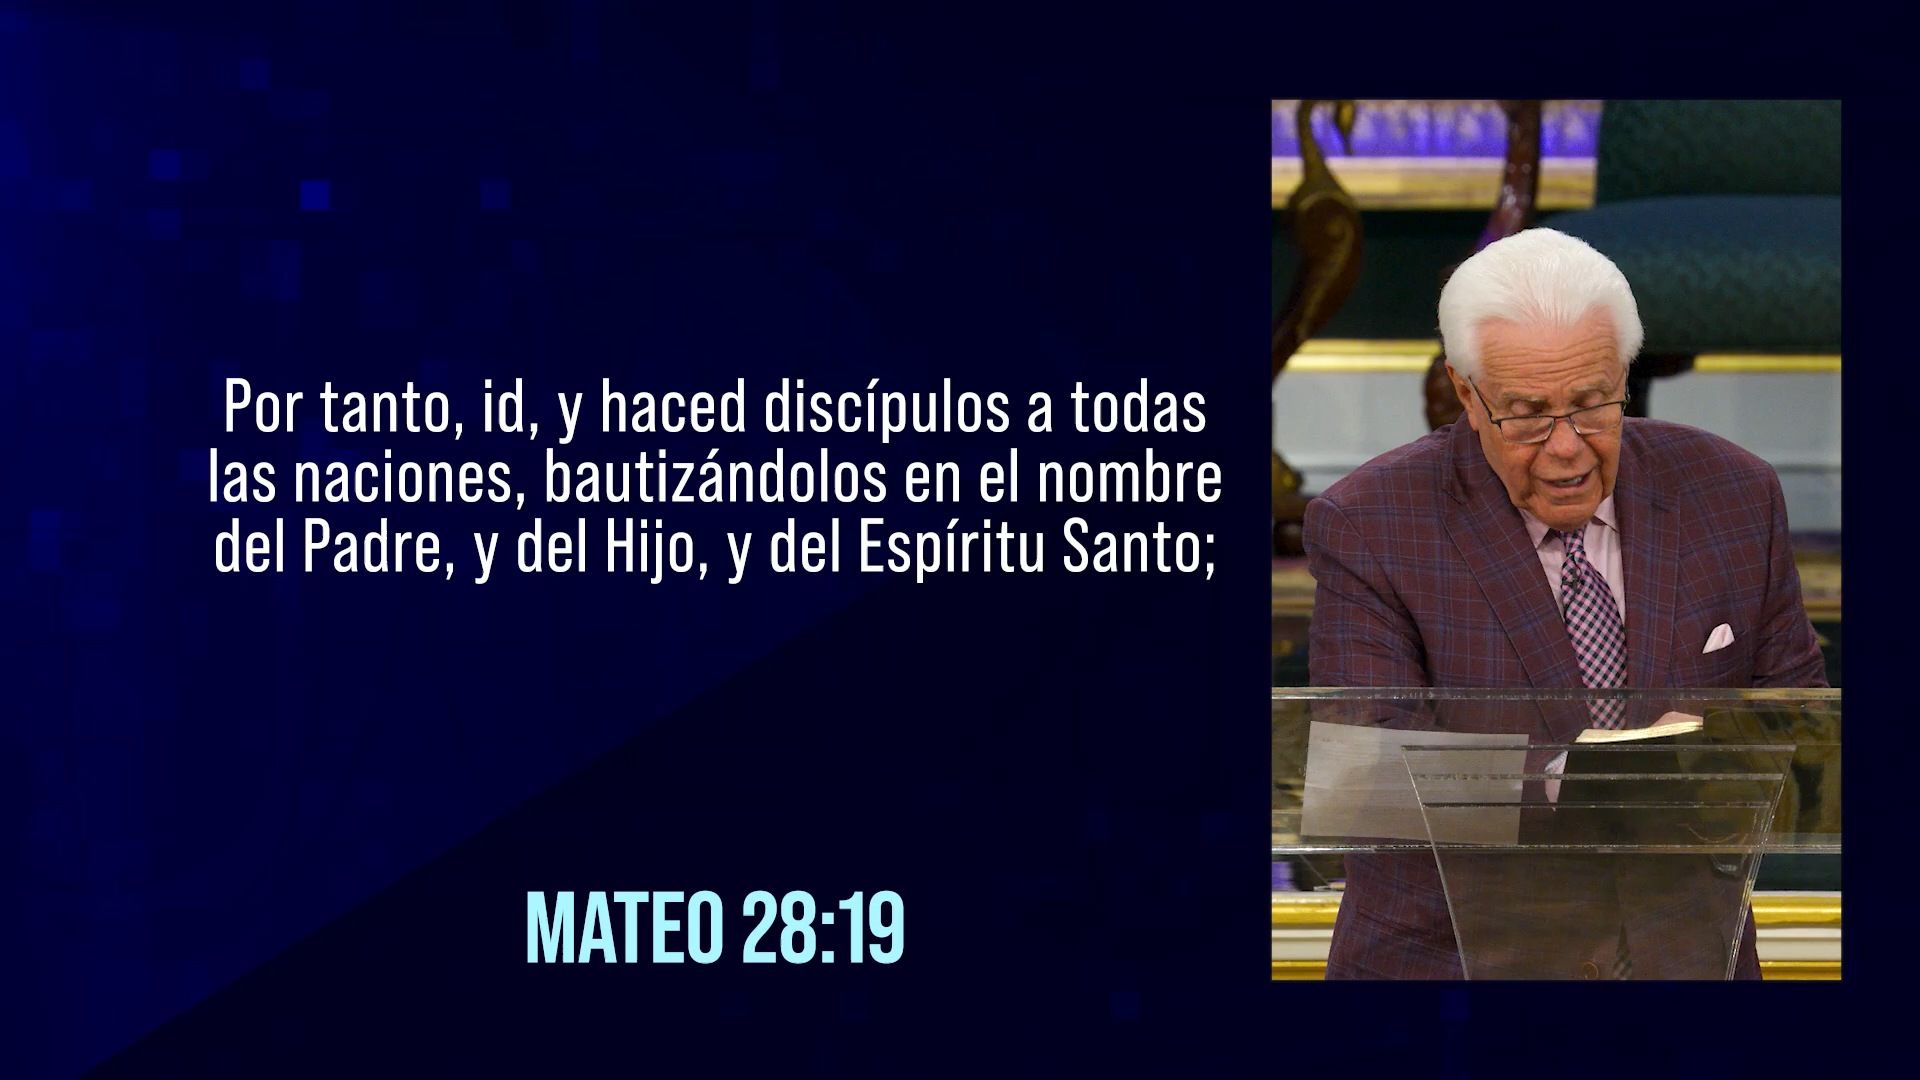 Por tanto, id, y haced discípulos a todas
las naciones, bautizándolos en el nombre
del Padre, y del Hijo, y del Espíritu Santo;
MATEO 28:19